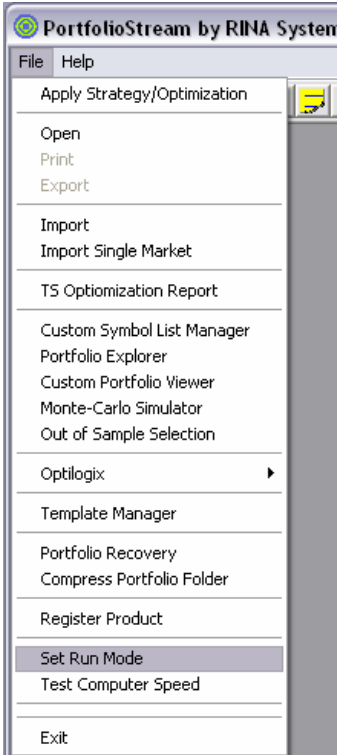 PortfolioStream by RINA System
File Help
Apply Strategy/Optimization
Open
Print
Export
Import
Import Single Market
TS Optiomization Report
Custom Symbol List Manager
Portfolio Explorer
Custom Portfolio Viewer
Monte-Carlo Simulator
Out of Sample Selection
Optilogix
Template Manager
Portfolio Recovery
Compress Portfolio Folder
Register Product
Set Run Mode
Test Computer Speed
Exit